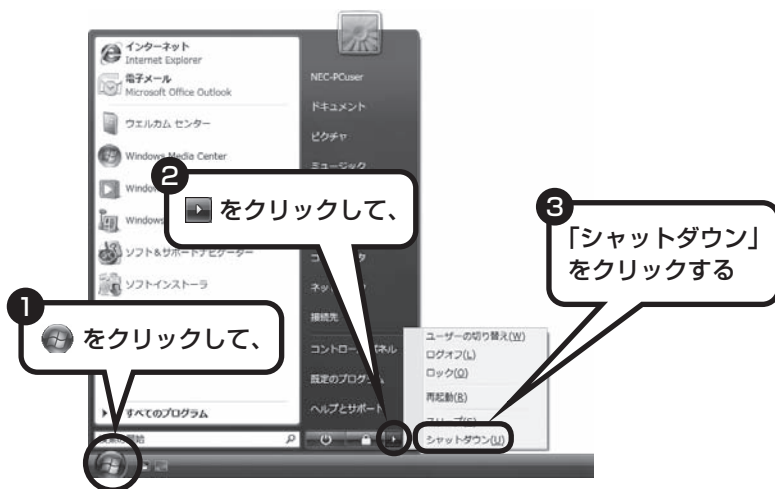 インターネット
Internet Explorer
電子メール
Microsoft Office Outlook
ウェルカム センター
Windows Media Center
Window
Windows
ソフト&サポートナビゲーター
ソフトインストーラ
すべてのプログラム
NEC-PCuser
ドキュメント
ピクチャ
ミュージック
接続先
コントロール パネル
既定のプログラム
ヘルプとサポート
1
をクリックして、
2
をクリックして、
3
「シャットダウン」
をクリックする
ユーザーの切り替え(W)
ログオフ(L)
ロック(O)
再起動(R)
シャットダウン(U)